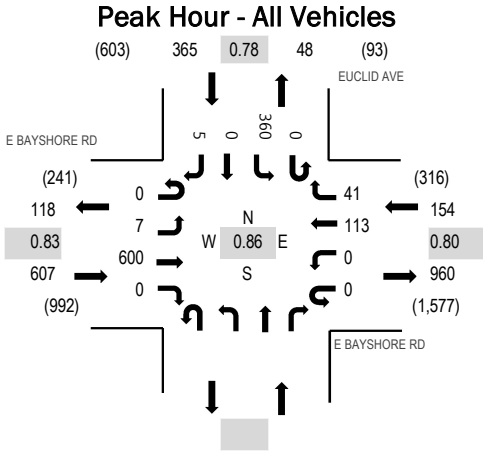 Peak Hour - All Vehicles
(603) 365 0.78 48 (93)
EUCLID AVE
E BAYSHORE RD
5 0 360 0
(241)
118
0.83
607
(992)
0
7
600
0
N
W 0.86 E
S
41
113
0
0
(316)
154
0.80
960
(1,577)
E BAYSHORE RD